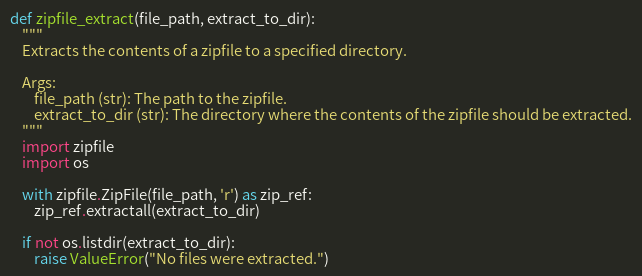 def zipfile_extract(file_path, extract_to_dir):
    """
    Extracts the contents of a zipfile to a specified directory.

    Args:
        file_path (str): The path to the zipfile.
        extract_to_dir (str): The directory where the contents of the zipfile should be extracted.
    """
    import zipfile
    import os

    with zipfile.ZipFile(file_path, 'r') as zip_ref:
        zip_ref.extractall(extract_to_dir)

    if not os.listdir(extract_to_dir):
        raise ValueError("No files were extracted.")